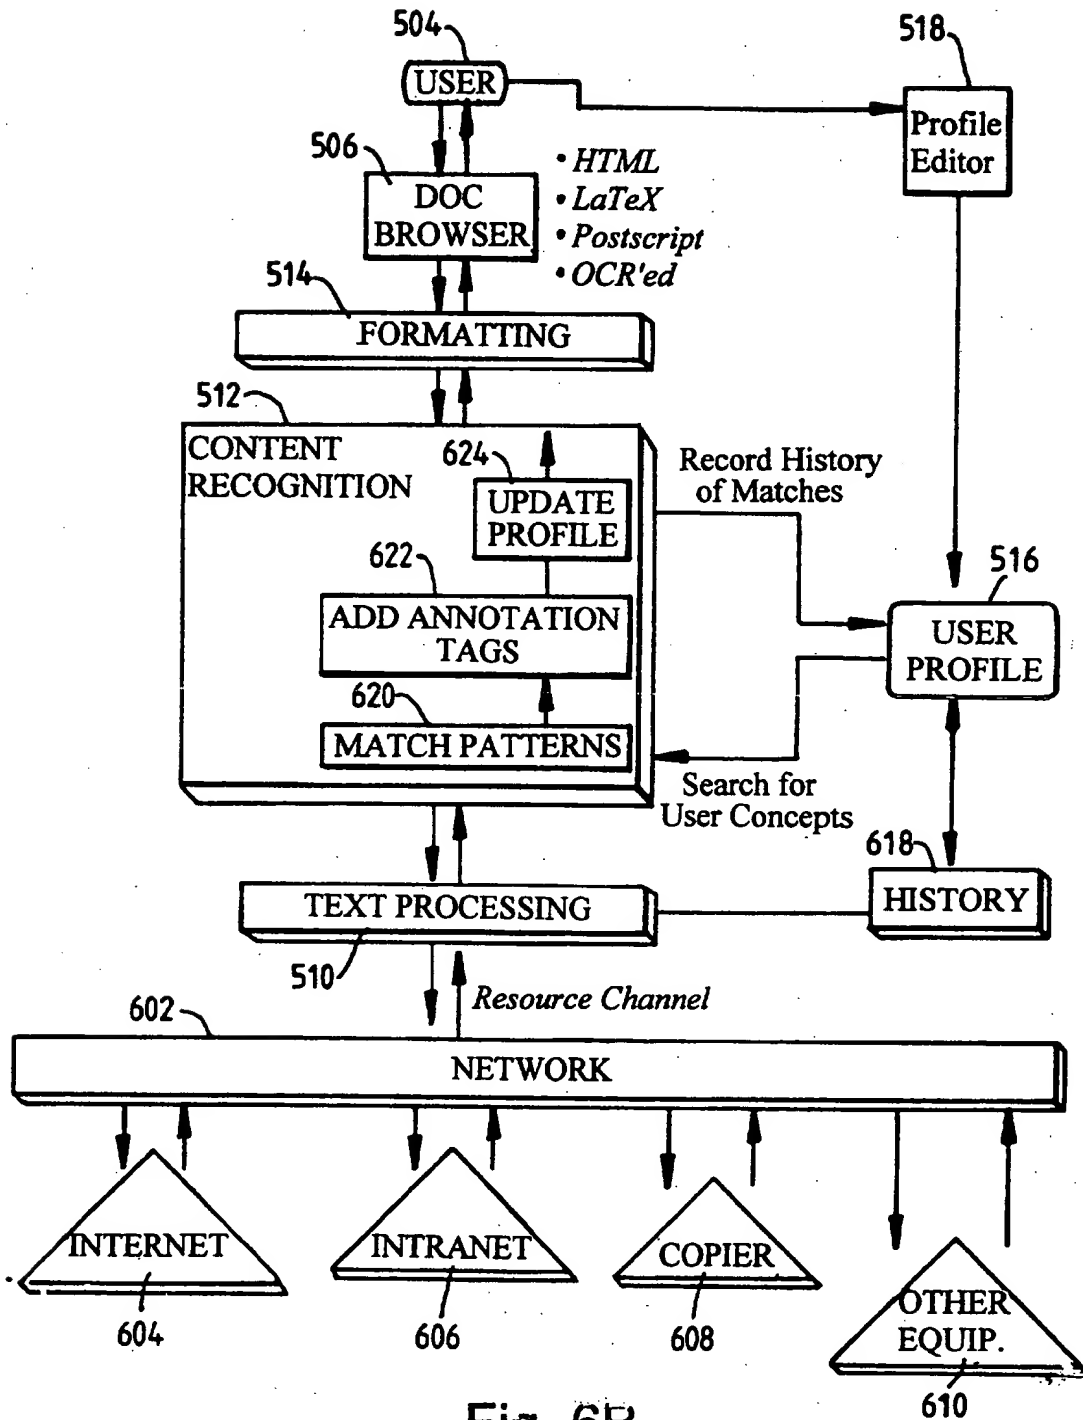 504
518
USER
Profile
Editor
506
DOC
BROWSER
• HTML
• LaTeX
• Postscript
• OCR'ed
514
FORMATTING
512
CONTENT
RECOGNITION
624
UPDATE
PROFILE
Record History
of Matches
622
ADD ANNOTATION
TAGS
516
USER
PROFILE
620
MATCH PATTERNS
Search for
User Concepts
618
HISTORY
TEXT PROCESSING
510
Resource Channel
602
NETWORK
INTERNET
INTRANET
COPIER
OTHER
EQUIP.
604
606
608
610
Fig. 6B